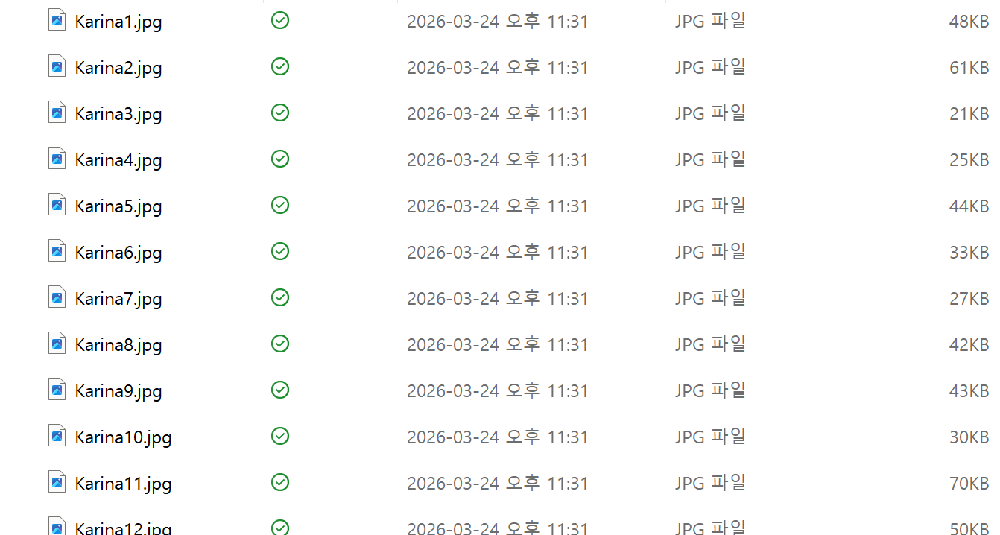 Karina1.jpg 2026-03-24 오후 11:31 JPG 파일 48KB
Karina2.jpg 2026-03-24 오후 11:31 JPG 파일 61KB
Karina3.jpg 2026-03-24 오후 11:31 JPG 파일 21KB
Karina4.jpg 2026-03-24 오후 11:31 JPG 파일 25KB
Karina5.jpg 2026-03-24 오후 11:31 JPG 파일 44KB
Karina6.jpg 2026-03-24 오후 11:31 JPG 파일 33KB
Karina7.jpg 2026-03-24 오후 11:31 JPG 파일 27KB
Karina8.jpg 2026-03-24 오후 11:31 JPG 파일 42KB
Karina9.jpg 2026-03-24 오후 11:31 JPG 파일 43KB
Karina10.jpg 2026-03-24 오후 11:31 JPG 파일 30KB
Karina11.jpg 2026-03-24 오후 11:31 JPG 파일 70KB
Karina12.jpg 2026-03-24 오후 11:31 JPG 파일 50KB